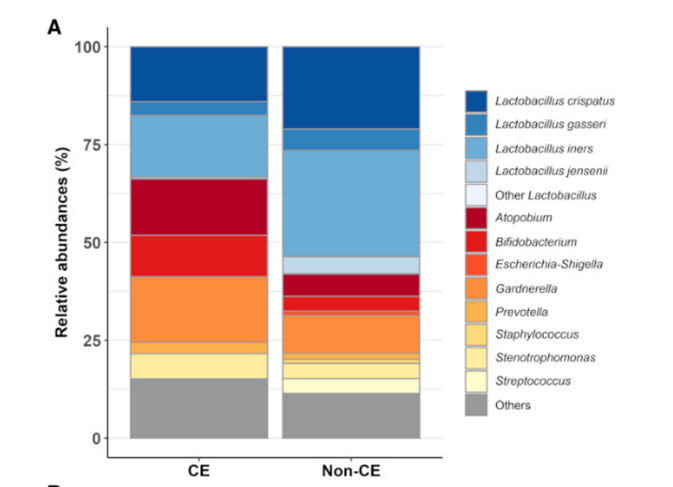 A
100
75
50
25
0
Relative abundances (%)
CE
Non-CE
Lactobacillus crispatus
Lactobacillus gasseri
Lactobacillus iners
Lactobacillus jensenii
Other Lactobacillus
Atopobium
Bifidobacterium
Escherichia-Shigella
Gardnerella
Prevotella
Staphylococcus
Stenotrophomonas
Streptococcus
Others